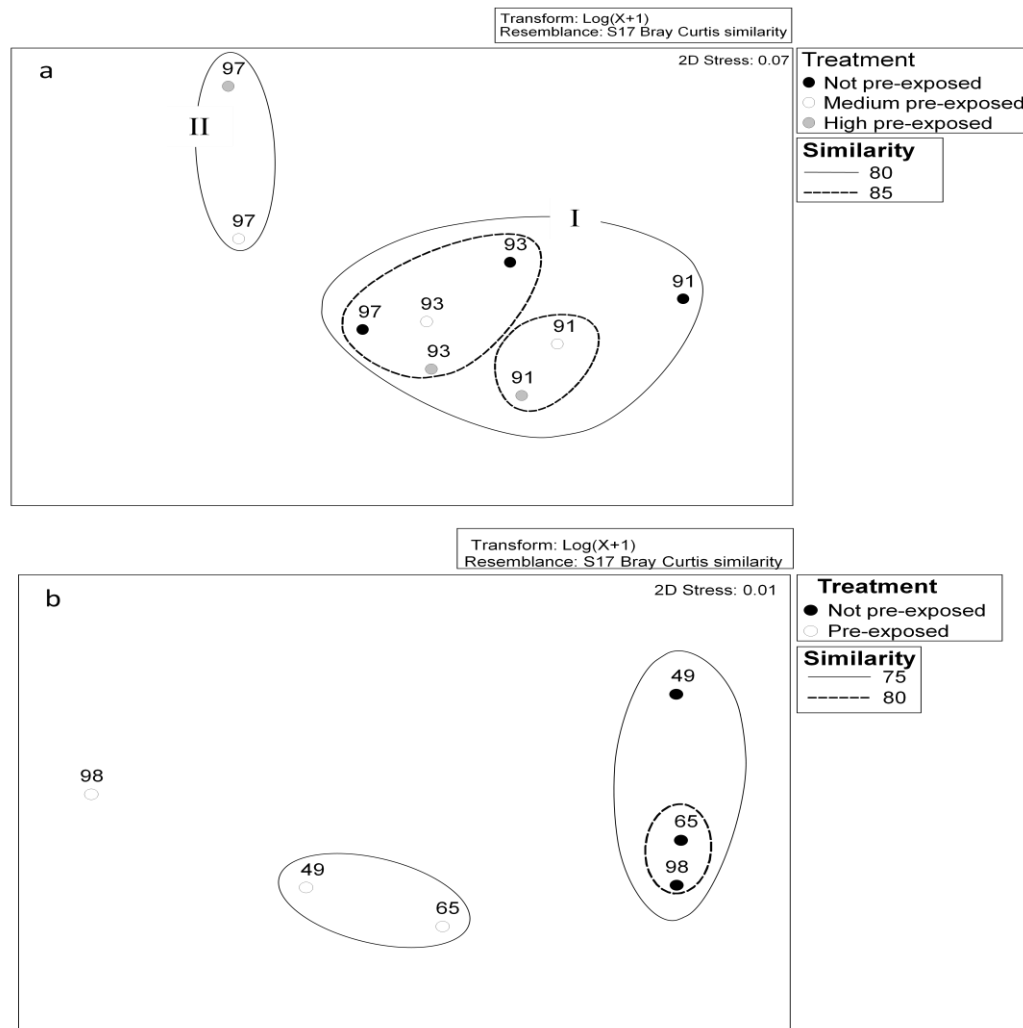 Transform: Log(X+1)
Resemblance: S17 Bray Curtis similarity
a
2D Stress: 0.07
Treatment
Not pre-exposed
Medium pre-exposed
High pre-exposed
Similarity
80
85
97
II
97
I
93
91
97
93
91
93
91
Transform: Log(X+1)
Resemblance: S17 Bray Curtis similarity
b
2D Stress: 0.01
Treatment
Not pre-exposed
Pre-exposed
Similarity
75
80
49
98
65
98
49
65